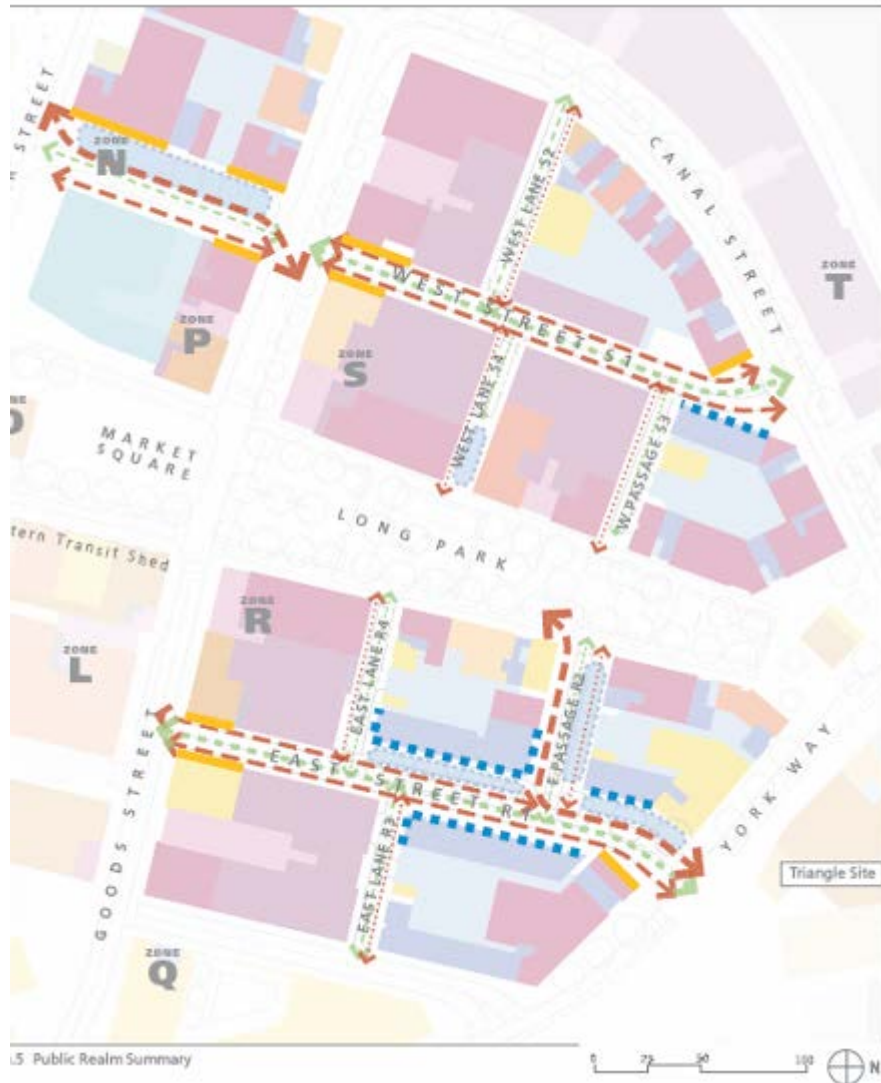 STREET
ZONE
N
CANAL STREET
WEST LANE S2
ZONE
T
WEST STREET S1
ZONE
P
ZONE
S
WEST LANE S4
W.PASSAGE S3
MARKET
SQUARE
LONG PARK
tern Transit Shed
ZONE
R
ZONE
L
EAST LANE R4
E.PASSAGE R2
EAST STREET R1
YORK WAY
GOODS STREET
EAST LANE R3
Triangle Site
ZONE
Q
.5 Public Realm Summary
0 25 50 100
N